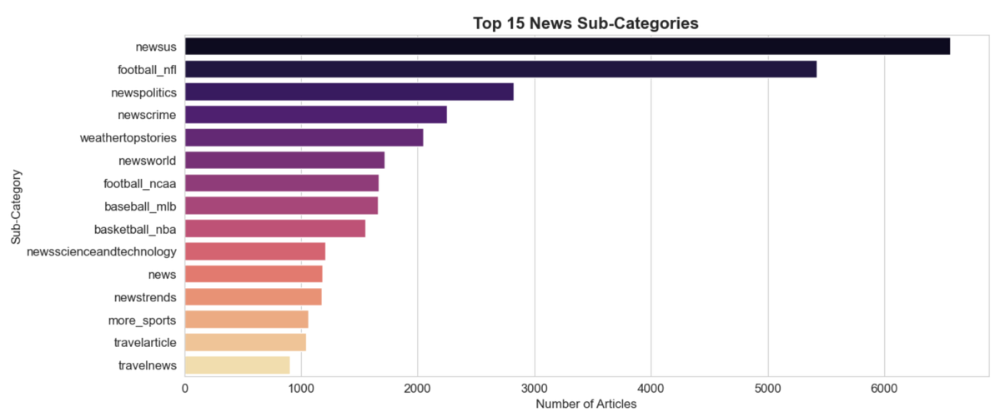 Top 15 News Sub-Categories
Sub-Category
newsus
football_nfl
newspolitics
newscrime
weathertopstories
newsworld
football_ncaa
baseball_mlb
basketball_nba
newsscienceandtechnology
news
newstrends
more_sports
travelarticle
travelnews
0 1000 2000 3000 4000 5000 6000
Number of Articles